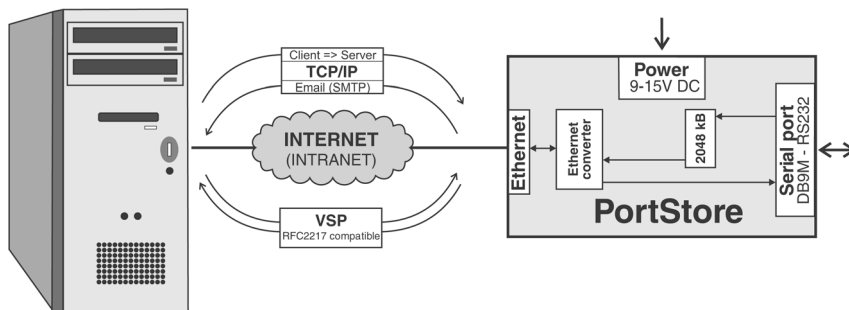 Client => Server
TCP/IP
Email (SMTP)
INTERNET
(INTRANET)
VSP
RFC2217 compatible
Power
9-15V DC
Ethernet
Ethernet
converter
2048 kB
Serial port
DB9M - RS232
PortStore